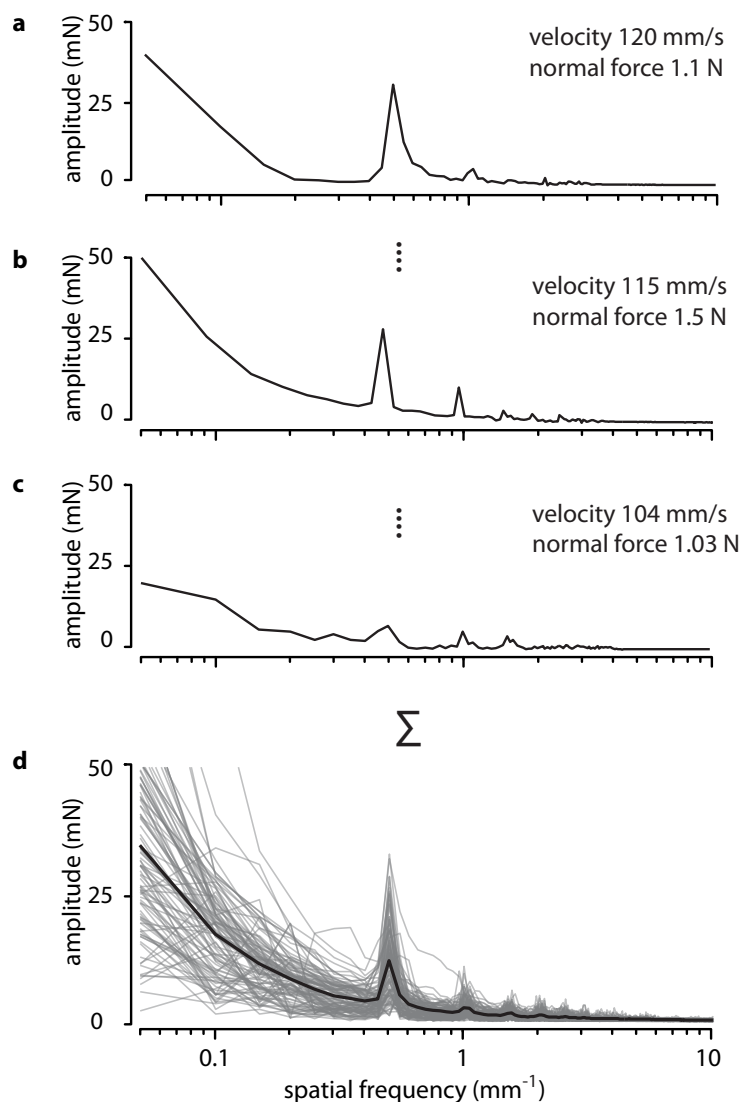 a
50
25
0
amplitude (mN)
velocity 120 mm/s
normal force 1.1 N
b
50
25
0
amplitude (mN)
velocity 115 mm/s
normal force 1.5 N
c
50
25
0
amplitude (mN)
velocity 104 mm/s
normal force 1.03 N
Σ
d
50
25
0
amplitude (mN)
0.1 1 10
spatial frequency (mm⁻¹)